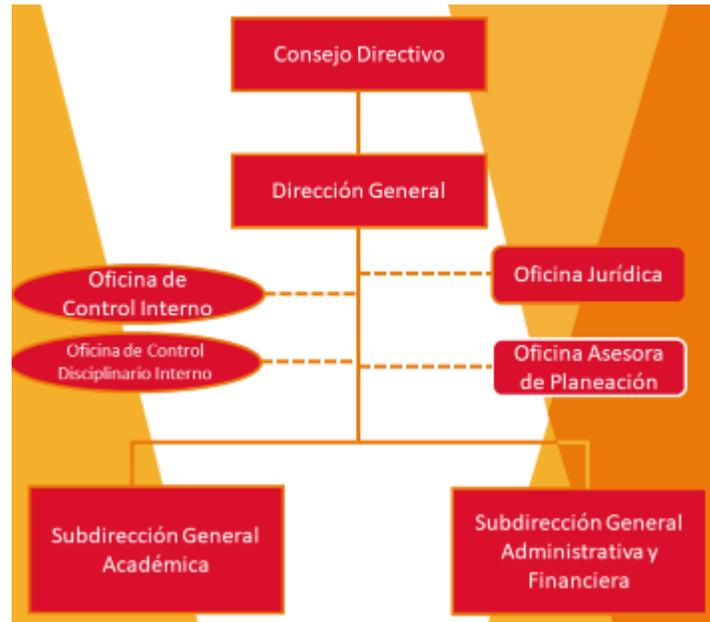 Consejo Directivo
Dirección General
Oficina de
Control Interno
Oficina Jurídica
Oficina de Control
Disciplinario Interno
Oficina Asesora
de Planeación
Subdirección General
Académica
Subdirección General
Administrativa y
Financiera